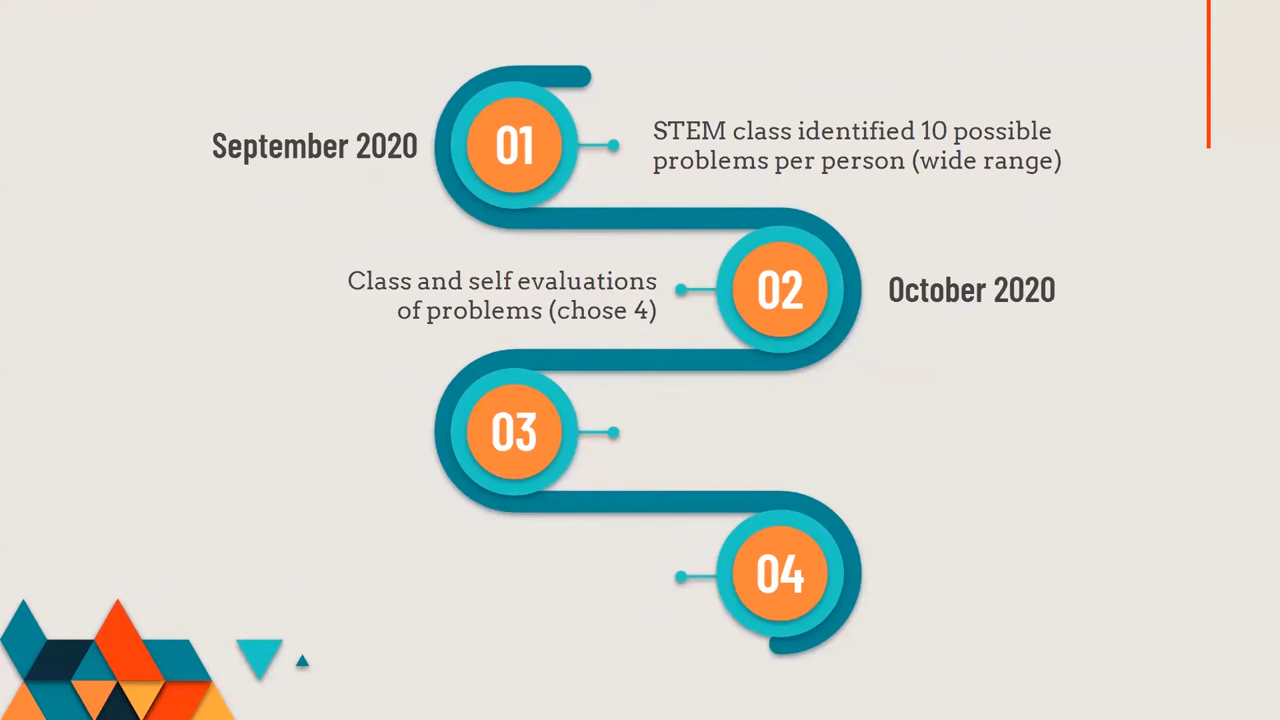 September 2020
01
STEM class identified 10 possible
problems per person (wide range)
Class and self evaluations
of problems (chose 4)
02
October 2020
03
04